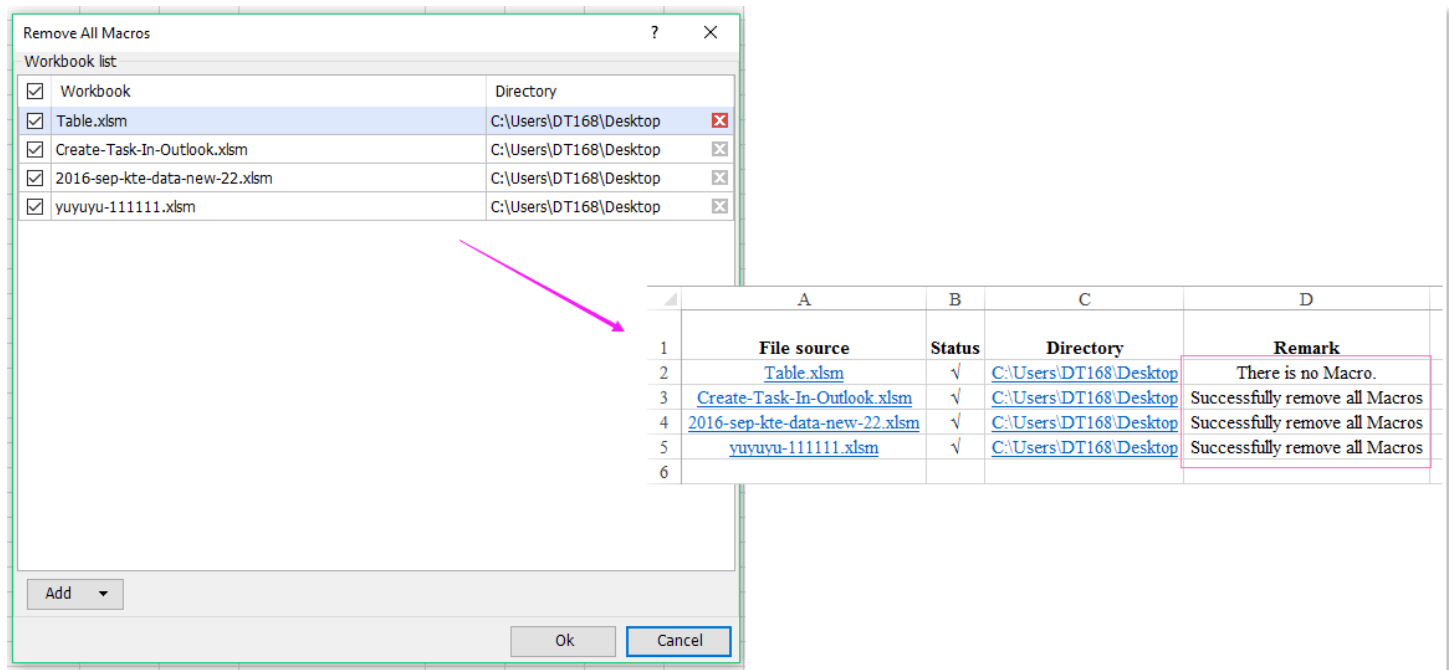 Remove All Macros ?
Workbook list
Workbook Directory
Table.xlsm C:\Users\DT168\Desktop
Create-Task-In-Outlook.xlsm C:\Users\DT168\Desktop
2016-sep-kte-data-new-22.xlsm C:\Users\DT168\Desktop
yuyuyu-111111.xlsm C:\Users\DT168\Desktop
A B C D
1 File source Status Directory Remark
2 Table.xlsm √ C:\Users\DT168\Desktop There is no Macro.
3 Create-Task-In-Outlook.xlsm √ C:\Users\DT168\Desktop Successfully remove all Macros
4 2016-sep-kte-data-new-22.xlsm √ C:\Users\DT168\Desktop Successfully remove all Macros
5 yuyuyu-111111.xlsm √ C:\Users\DT168\Desktop Successfully remove all Macros
6
Add
Ok Cancel